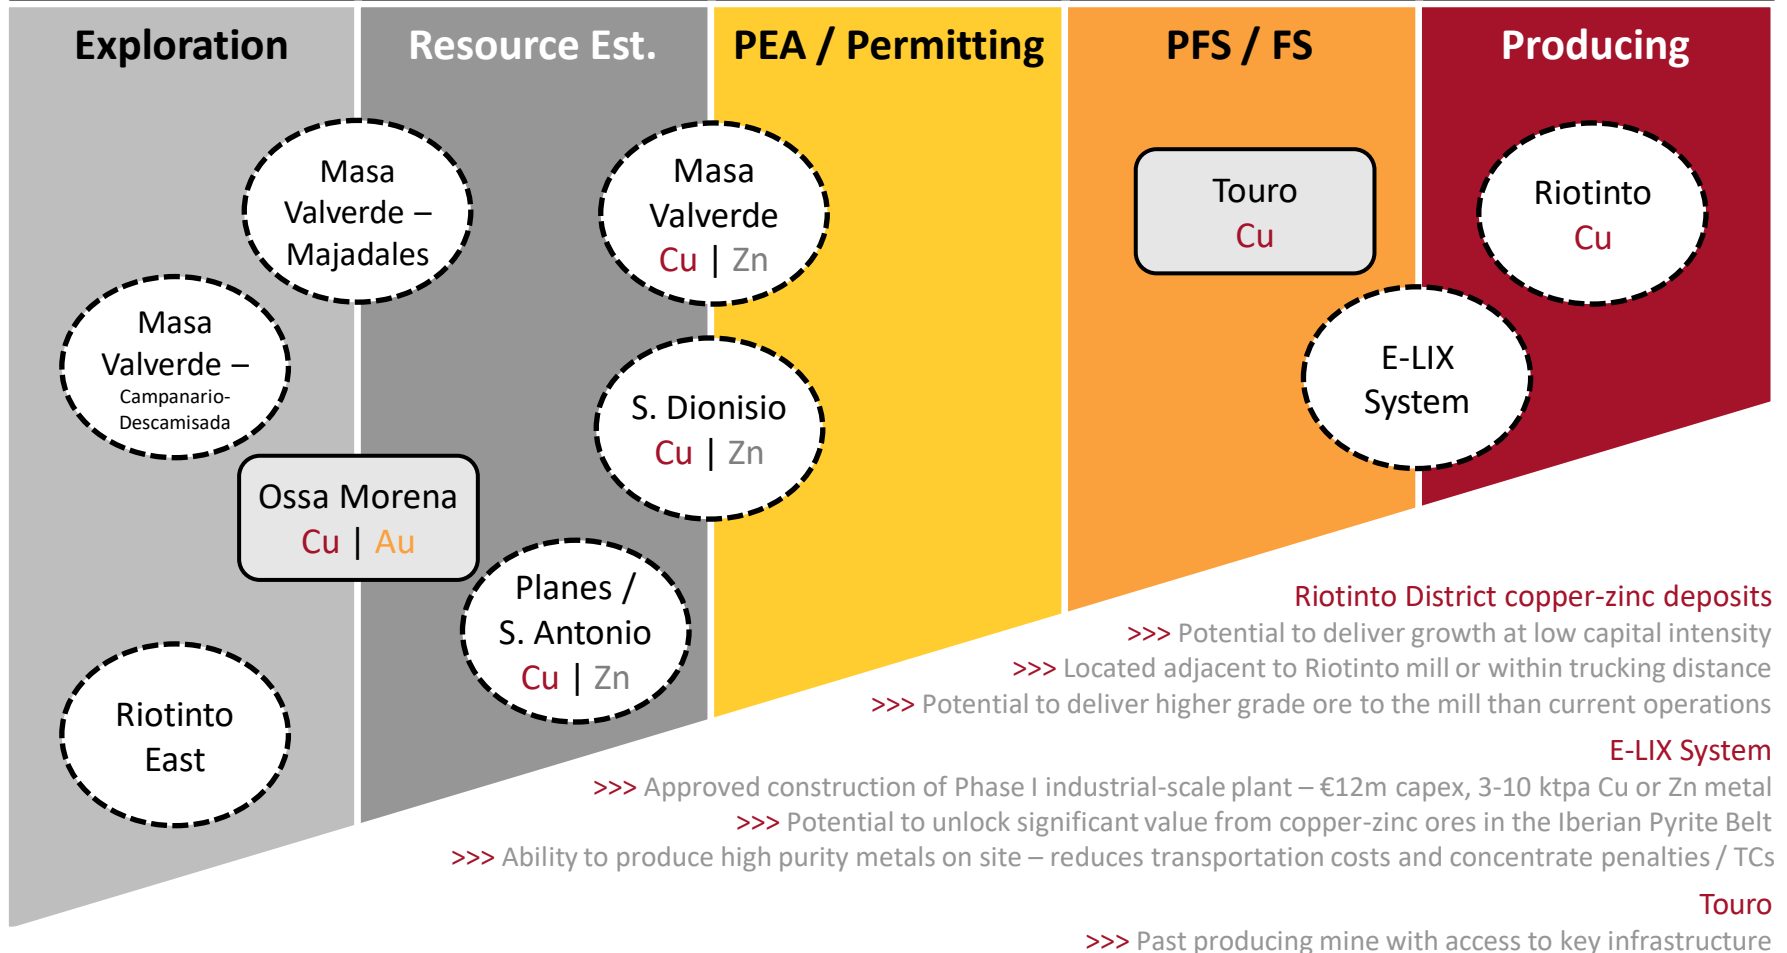 Exploration
Resource Est.
PEA / Permitting
PFS / FS
Producing
Masa
Valverde –
Majadales
Masa
Valverde
Cu | Zn
Touro
Cu
Riotinto
Cu
Masa
Valverde –
Campanario-
Descamisada
S. Dionisio
Cu | Zn
E-LIX
System
Ossa Morena
Cu | Au
Planes /
S. Antonio
Cu | Zn
Riotinto
East
Riotinto District copper-zinc deposits
>>> Potential to deliver growth at low capital intensity
>>> Located adjacent to Riotinto mill or within trucking distance
>>> Potential to deliver higher grade ore to the mill than current operations
E-LIX System
>>> Approved construction of Phase I industrial-scale plant – €12m capex, 3-10 ktpa Cu or Zn metal
>>> Potential to unlock significant value from copper-zinc ores in the Iberian Pyrite Belt
>>> Ability to produce high purity metals on site – reduces transportation costs and concentrate penalties / TCs
Touro
>>> Past producing mine with access to key infrastructure